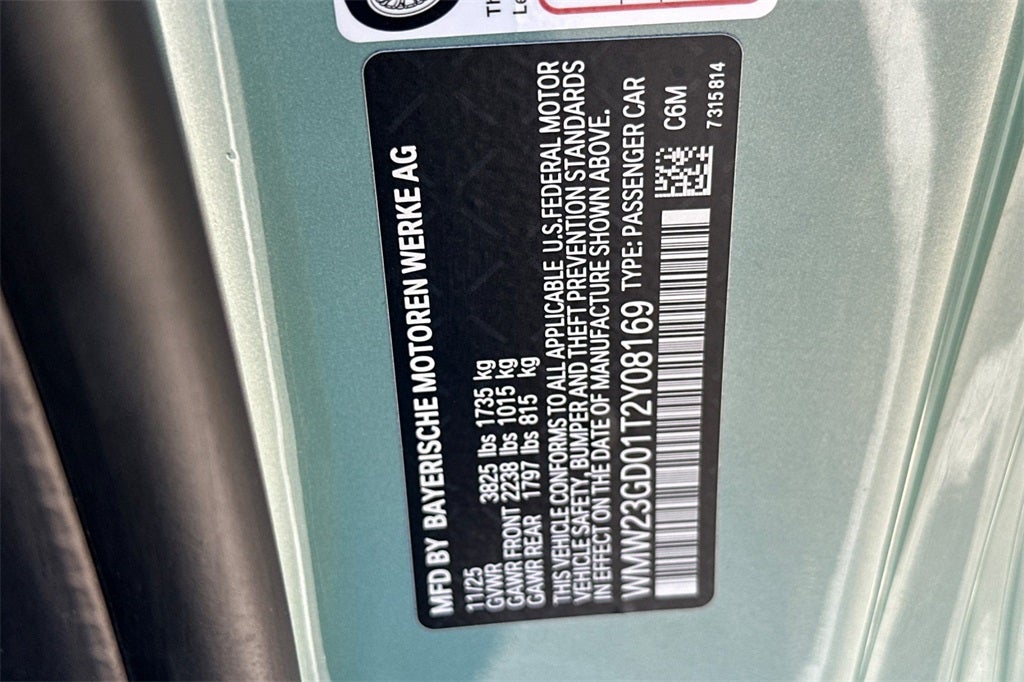 Th
Le
MFD BY BAYERISCHE MOTOREN WERKE AG
11/25
GVWR 3825 lbs 1735 kg
GAWR FRONT 2238 lbs 1015 kg
GAWR REAR 1797 lbs 815 kg
THIS VEHICLE CONFORMS TO ALL APPLICABLE U.S.FEDERAL MOTOR
VEHICLE SAFETY, BUMPER AND THEFT PREVENTION STANDARDS
IN EFFECT ON THE DATE OF MANUFACTURE SHOWN ABOVE.
WMW23GD01T2Y08169 TYPE: PASSENGER CAR
C6M
7315814